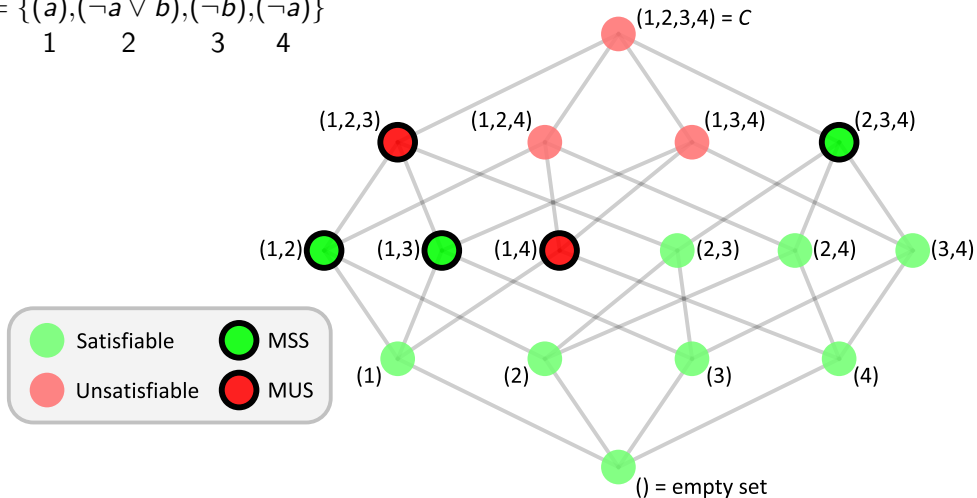 = {(a),(¬a ∨ b),(¬b),(¬a)}
1 2 3 4
(1,2,3,4) = C
(1,2,3) (1,2,4) (1,3,4) (2,3,4)
(1,2) (1,3) (1,4) (2,3) (2,4) (3,4)
Satisfiable MSS
Unsatisfiable MUS
(1) (2) (3) (4)
() = empty set